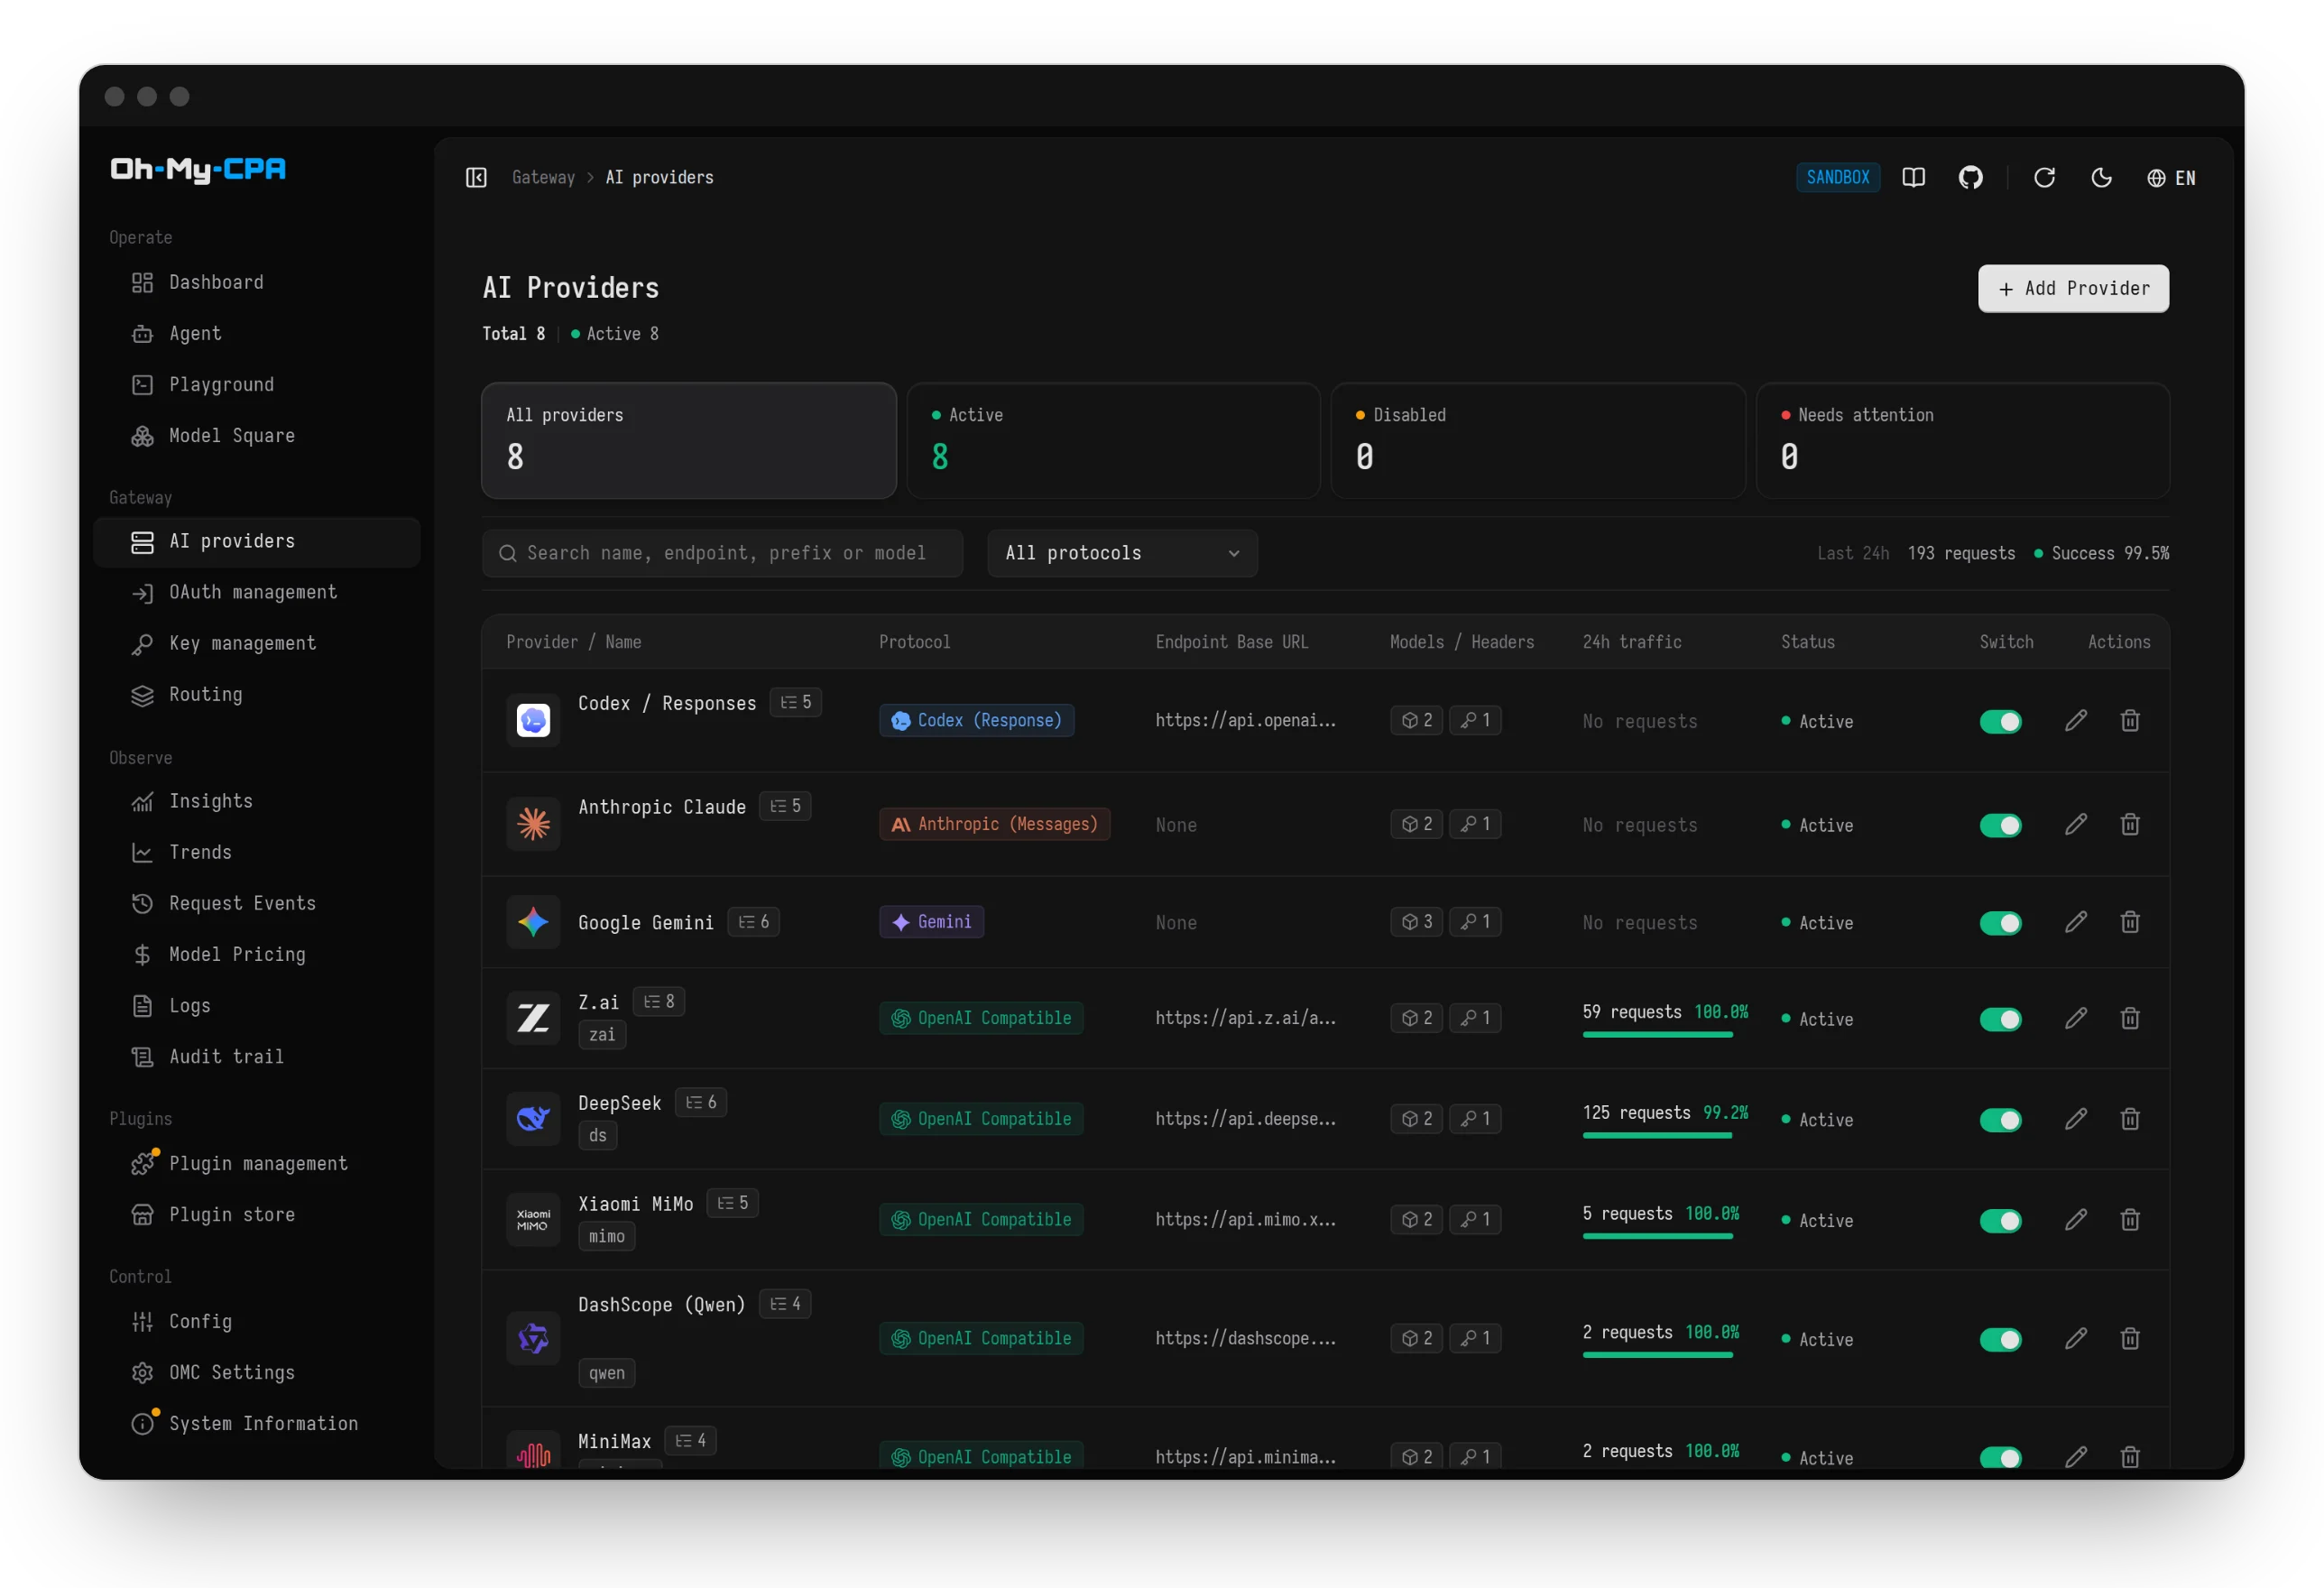 Oh-My-CPA
Operate
Dashboard
Agent
Playground
Model Square
Gateway
AI providers
OAuth management
Key management
Routing
Observe
Insights
Trends
Request Events
Model Pricing
Logs
Audit trail
Plugins
Plugin management
Plugin store
Control
Config
OMC Settings
System Information
Gateway > AI providers
SANDBOX
EN
AI Providers
+ Add Provider
Total 8 Active 8
All providers
8
Active
8
Disabled
0
Needs attention
0
Search name, endpoint, prefix or model
All protocols
Last 24h 193 requests Success 99.5%
Provider / Name Protocol Endpoint Base URL Models / Headers 24h traffic Status Switch Actions
Codex / Responses 5 Codex (Response) https://api.openai... 2 1 No requests Active
Anthropic Claude 5 Anthropic (Messages) None 2 1 No requests Active
Google Gemini 6 Gemini None 3 1 No requests Active
Z.ai 8 OpenAI Compatible https://api.z.ai/a... 2 1 59 requests 100.0% Active
zai
DeepSeek 6 OpenAI Compatible https://api.deepse... 2 1 125 requests 99.2% Active
ds
Xiaomi MiMo
Xiaomi MiMo 5 OpenAI Compatible https://api.mimo.x... 2 1 5 requests 100.0% Active
mimo
DashScope (Qwen) 4 OpenAI Compatible https://dashscope.... 2 1 2 requests 100.0% Active
qwen
MiniMax 4 OpenAI Compatible https://api.minima... 2 1 2 requests 100.0% Active